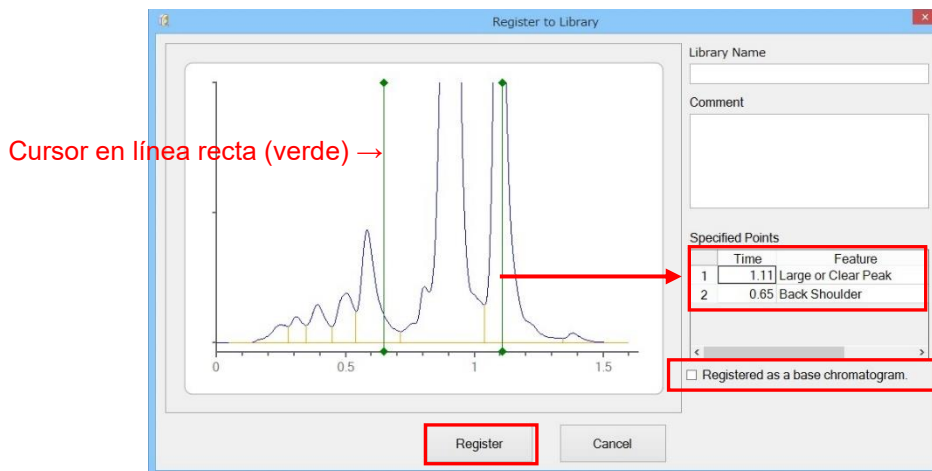 Register to Library
Library Name
Comment
Cursor en línea recta (verde) →
Specified Points
Time Feature
1 1.11 Large or Clear Peak
2 0.65 Back Shoulder
0 0.5 1 1.5
Registered as a base chromatogram.
Register Cancel